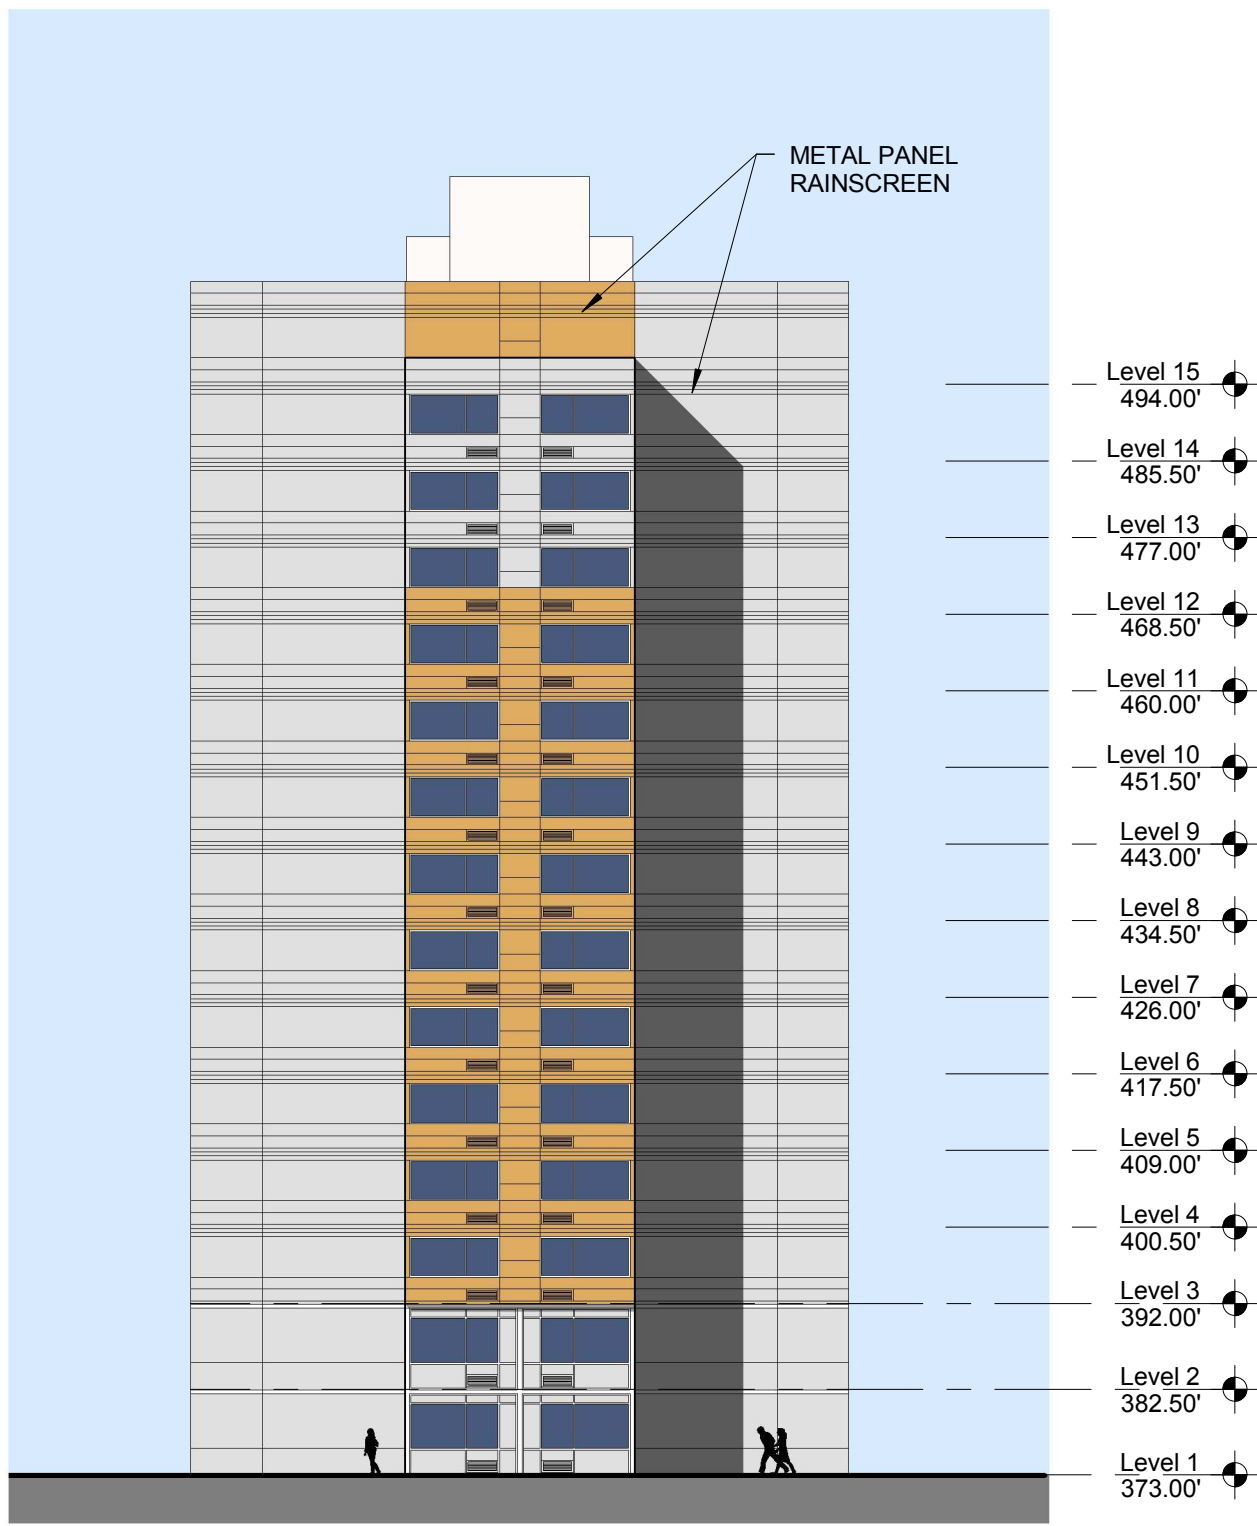 METAL PANEL
RAINSCREEN
Level 15
494.00'
Level 14
485.50'
Level 13
477.00'
Level 12
468.50'
Level 11
460.00'
Level 10
451.50'
Level 9
443.00'
Level 8
434.50'
Level 7
426.00'
Level 6
417.50'
Level 5
409.00'
Level 4
400.50'
Level 3
392.00'
Level 2
382.50'
Level 1
373.00'